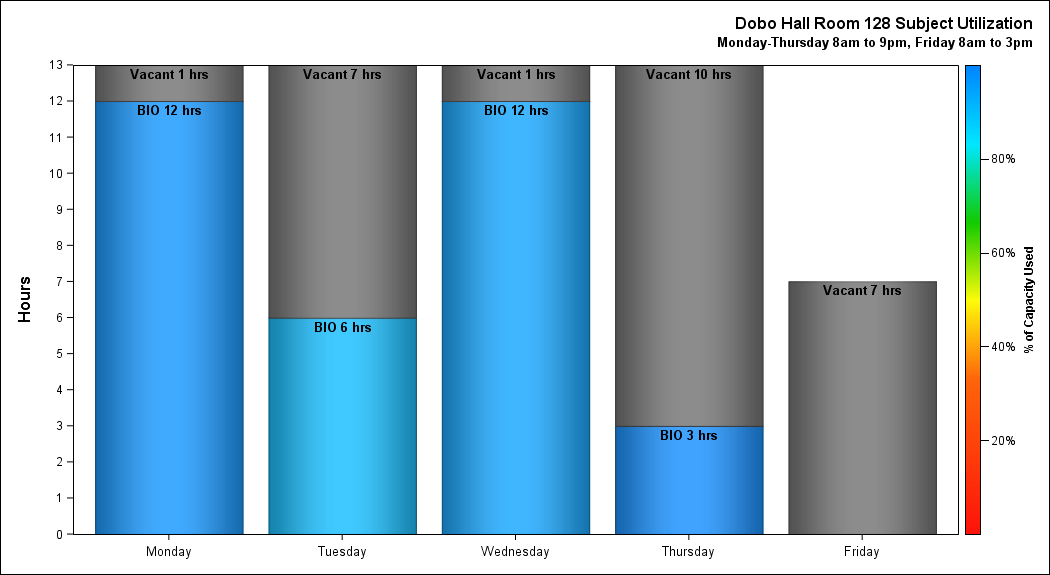 Dobo Hall Room 128 Subject Utilization
Monday-Thursday 8am to 9pm, Friday 8am to 3pm
Hours
13
12
11
10
9
8
7
6
5
4
3
2
1
0
Vacant 1 hrs
BIO 12 hrs
Vacant 7 hrs
BIO 6 hrs
Vacant 1 hrs
BIO 12 hrs
Vacant 10 hrs
BIO 3 hrs
Vacant 7 hrs
Monday
Tuesday
Wednesday
Thursday
Friday
80%
60%
40%
20%
% of Capacity Used